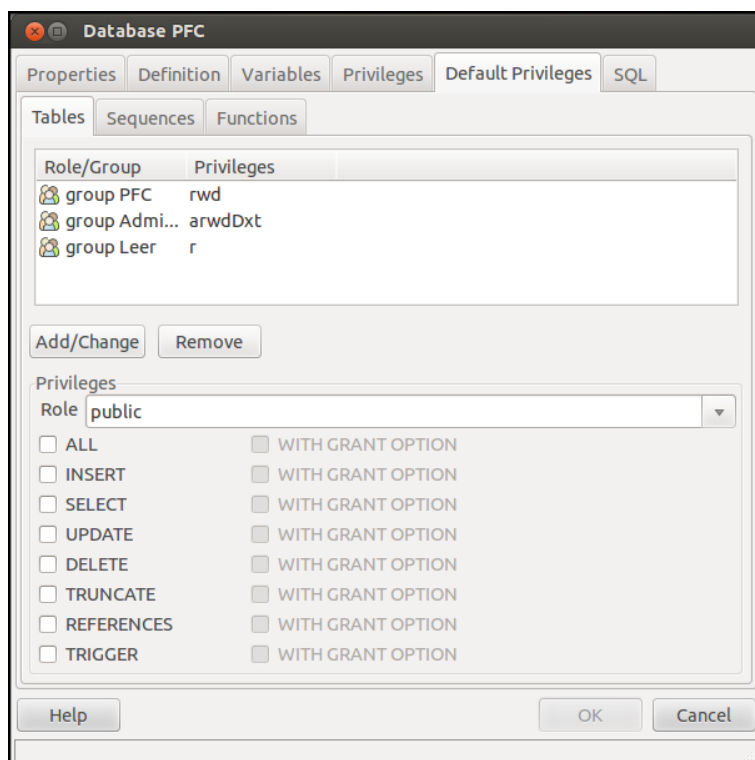 Database PFC
Properties Definition Variables Privileges Default Privileges SQL
Tables Sequences Functions
Role/Group Privileges
group PFC rwd
group Admi... arwdDxt
group Leer r
Add/Change Remove
Privileges
Role public
ALL WITH GRANT OPTION
INSERT WITH GRANT OPTION
SELECT WITH GRANT OPTION
UPDATE WITH GRANT OPTION
DELETE WITH GRANT OPTION
TRUNCATE WITH GRANT OPTION
REFERENCES WITH GRANT OPTION
TRIGGER WITH GRANT OPTION
Help OK Cancel